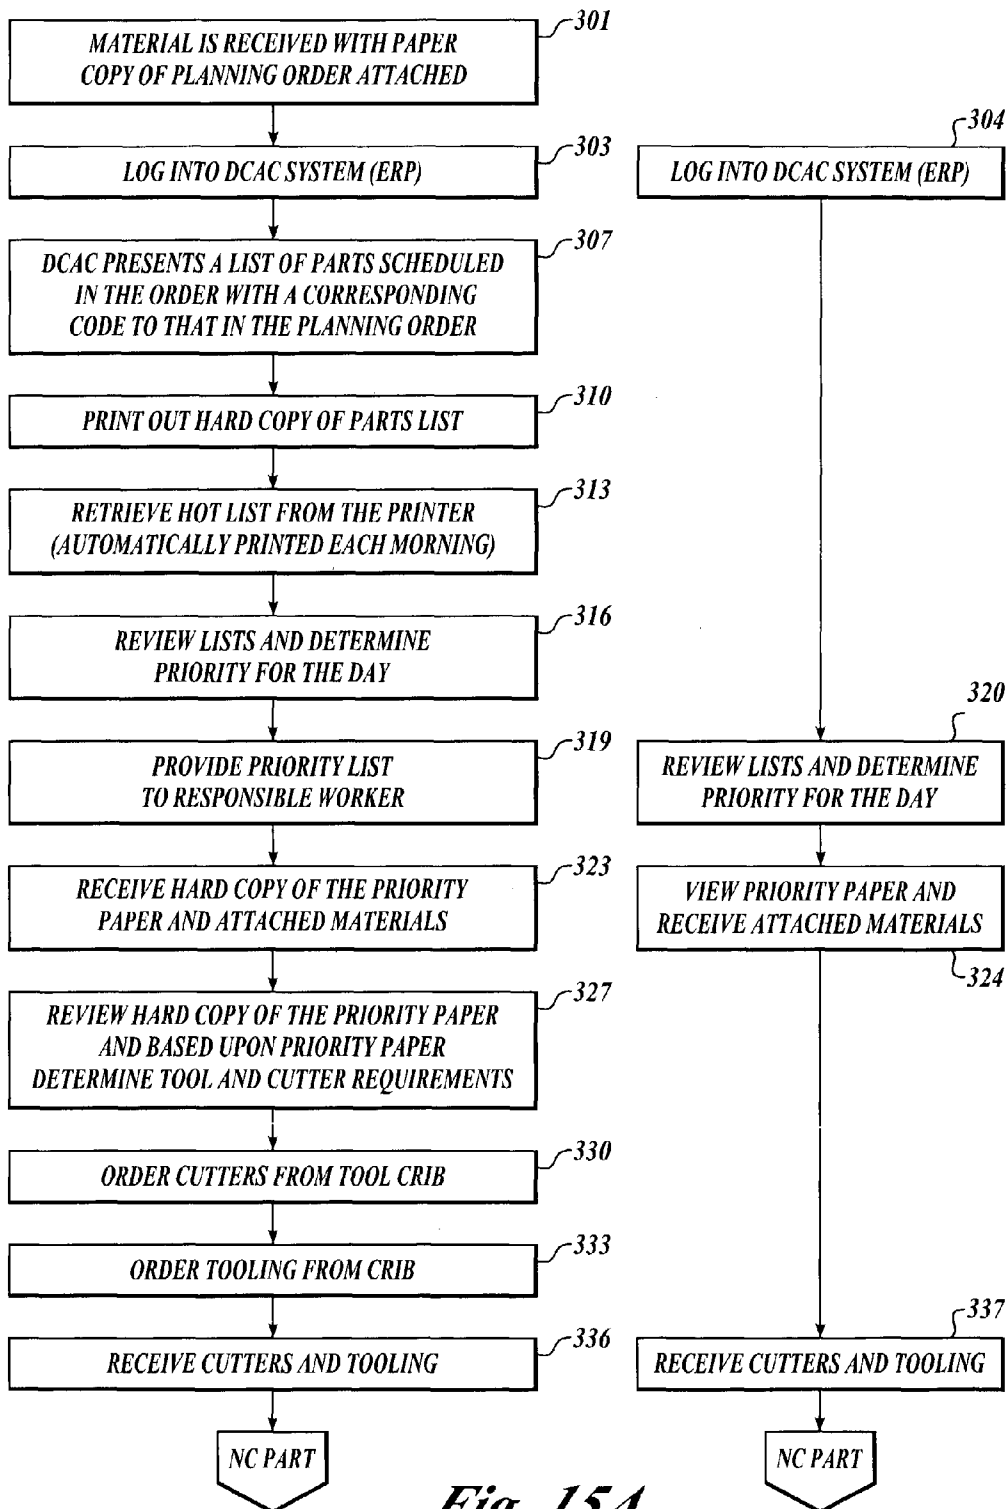 301
MATERIAL IS RECEIVED WITH PAPER
COPY OF PLANNING ORDER ATTACHED
303
LOG INTO DCAC SYSTEM (ERP)
307
DCAC PRESENTS A LIST OF PARTS SCHEDULED
IN THE ORDER WITH A CORRESPONDING
CODE TO THAT IN THE PLANNING ORDER
310
PRINT OUT HARD COPY OF PARTS LIST
313
RETRIEVE HOT LIST FROM THE PRINTER
(AUTOMATICALLY PRINTED EACH MORNING)
316
REVIEW LISTS AND DETERMINE
PRIORITY FOR THE DAY
319
PROVIDE PRIORITY LIST
TO RESPONSIBLE WORKER
323
RECEIVE HARD COPY OF THE PRIORITY
PAPER AND ATTACHED MATERIALS
327
REVIEW HARD COPY OF THE PRIORITY PAPER
AND BASED UPON PRIORITY PAPER
DETERMINE TOOL AND CUTTER REQUIREMENTS
330
ORDER CUTTERS FROM TOOL CRIB
333
ORDER TOOLING FROM CRIB
336
RECEIVE CUTTERS AND TOOLING
NC PART
304
LOG INTO DCAC SYSTEM (ERP)
320
REVIEW LISTS AND DETERMINE
PRIORITY FOR THE DAY
VIEW PRIORITY PAPER AND
RECEIVE ATTACHED MATERIALS
324
337
RECEIVE CUTTERS AND TOOLING
NC PART
Fig. 15A